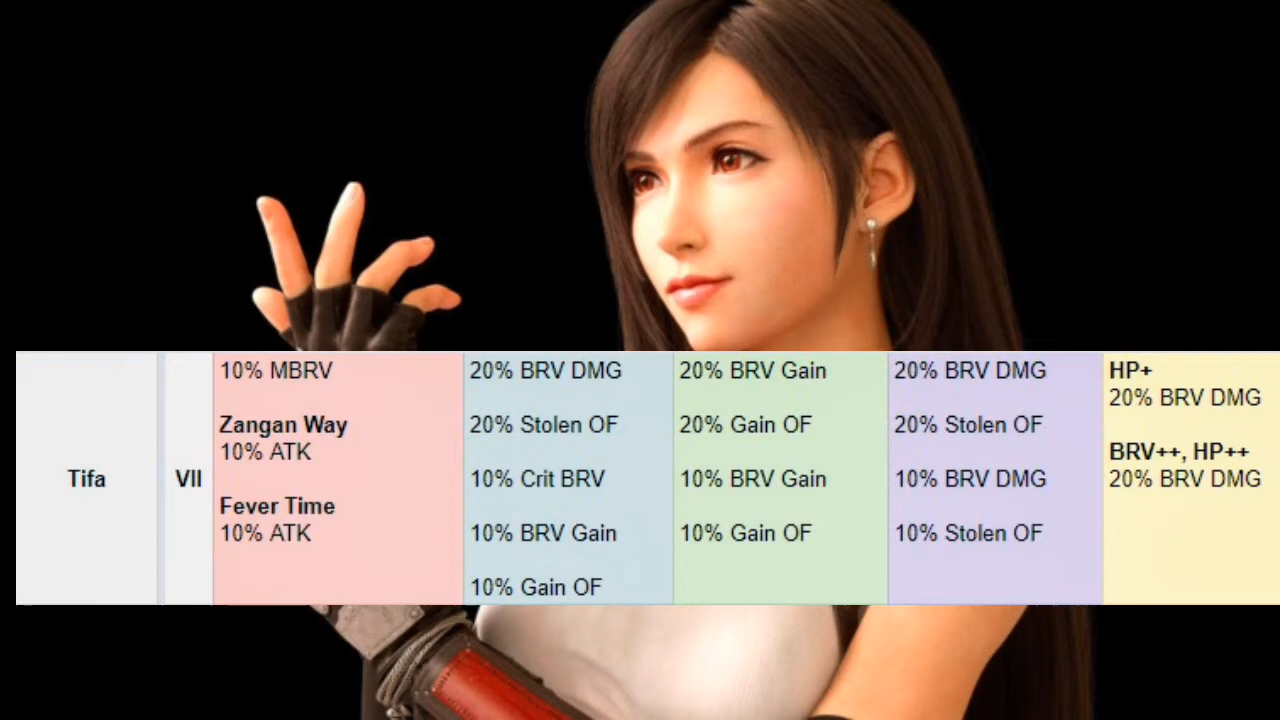 Tifa
VII
10% MBRV
Zangan Way
10% ATK
Fever Time
10% ATK
20% BRV DMG
20% Stolen OF
10% Crit BRV
10% BRV Gain
10% Gain OF
20% BRV Gain
20% Gain OF
10% BRV Gain
10% Gain OF
20% BRV DMG
20% Stolen OF
10% BRV DMG
10% Stolen OF
HP+
20% BRV DMG
BRV++, HP++
20% BRV DMG